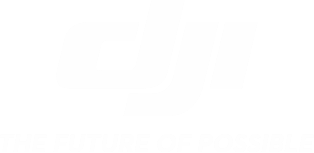 dji
THE FUTURE OF POSSIBLE